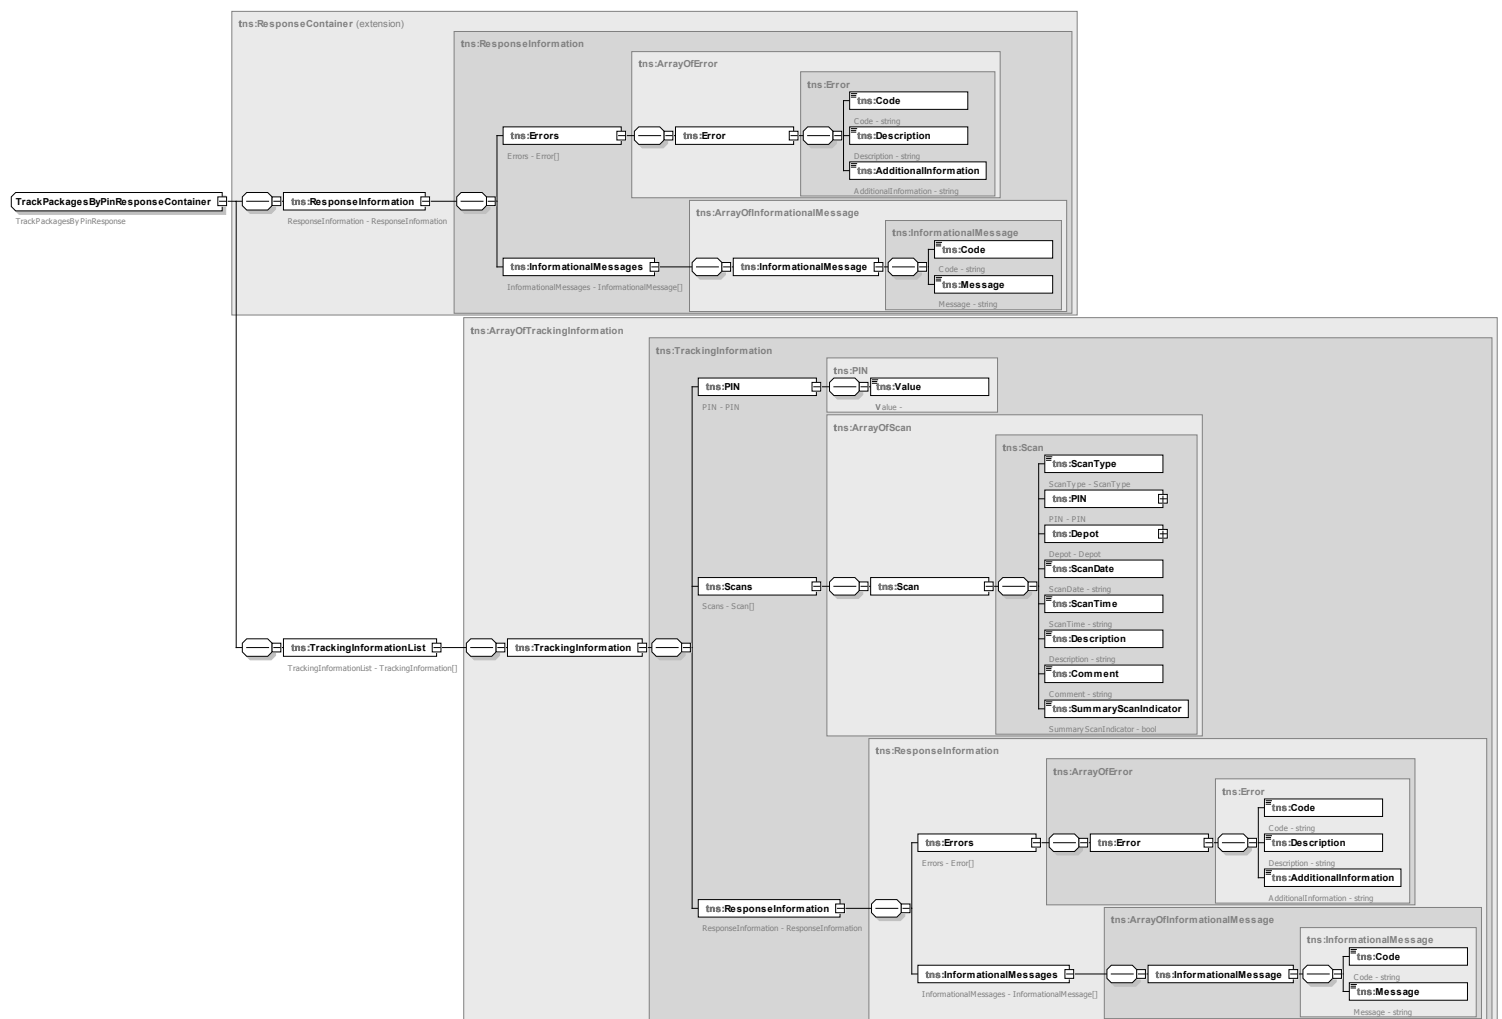 tns:ResponseContainer (extension)
tns:ResponseInformation
tns:ArrayOfError
tns:Error
tns:Code
Code - string
tns:Errors
tns:Error
tns:Description
Errors - Error[]
Description - string
tns:AdditionalInformation
AdditionalInformation - string
TrackPackagesByPinResponseContainer
tns:ResponseInformation
TrackPackagesByPinResponse
ResponseInformation - ResponseInformation
tns:ArrayOfInformationalMessage
tns:InformationalMessage
tns:Code
Code - string
tns:InformationalMessages
tns:InformationalMessage
tns:Message
InformationalMessages - InformationalMessage[]
Message - string
tns:ArrayOfTrackingInformation
tns:TrackingInformation
tns:PIN
tns:PIN
tns:Value
PIN - PIN
Value -
tns:ArrayOfScan
tns:Scan
tns:ScanType
ScanType - ScanType
tns:PIN
PIN - PIN
tns:Depot
Depot - Depot
tns:ScanDate
tns:Scans
tns:Scan
ScanDate - string
Scans - Scan[]
tns:ScanTime
ScanTime - string
tns:Description
tns:TrackingInformationList
tns:TrackingInformation
Description - string
TrackingInformationList - TrackingInformation[]
tns:Comment
Comment - string
tns:SummaryScanIndicator
SummaryScanIndicator - bool
tns:ResponseInformation
tns:ArrayOfError
tns:Error
tns:Code
Code - string
tns:Errors
tns:Error
tns:Description
Errors - Error[]
Description - string
tns:AdditionalInformation
AdditionalInformation - string
tns:ResponseInformation
ResponseInformation - ResponseInformation
tns:ArrayOfInformationalMessage
tns:InformationalMessage
tns:Code
Code - string
tns:InformationalMessages
tns:InformationalMessage
tns:Message
InformationalMessages - InformationalMessage[]
Message - string